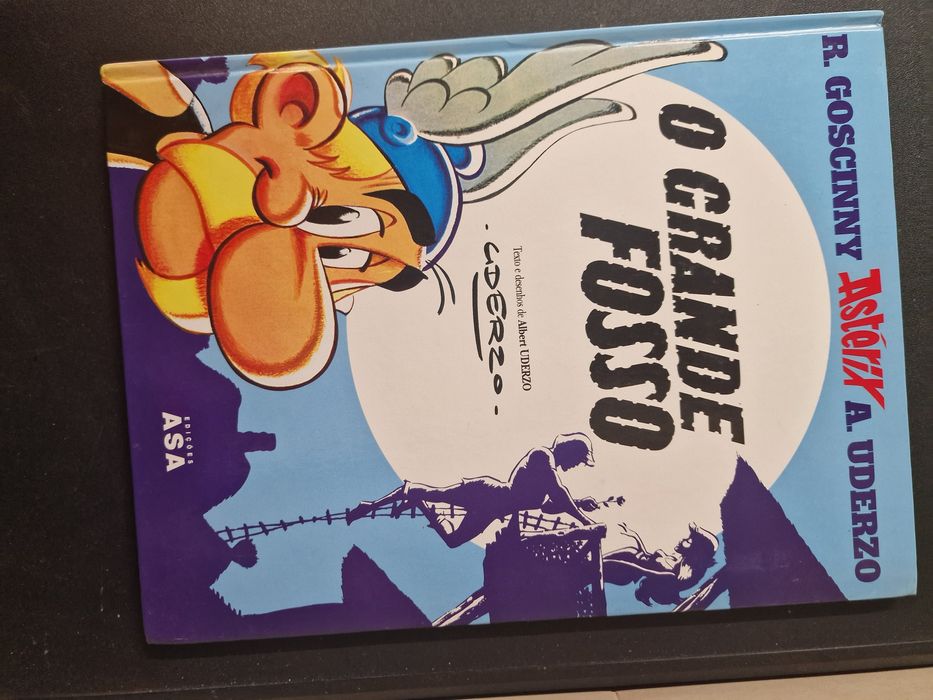 R. GOSCINNY Astérix A. UDERZO
O GRANDE
FOSSO
Texto e desenhos de Albert UDERZO
· UDERZO ·
EDIÇÕES
ASA